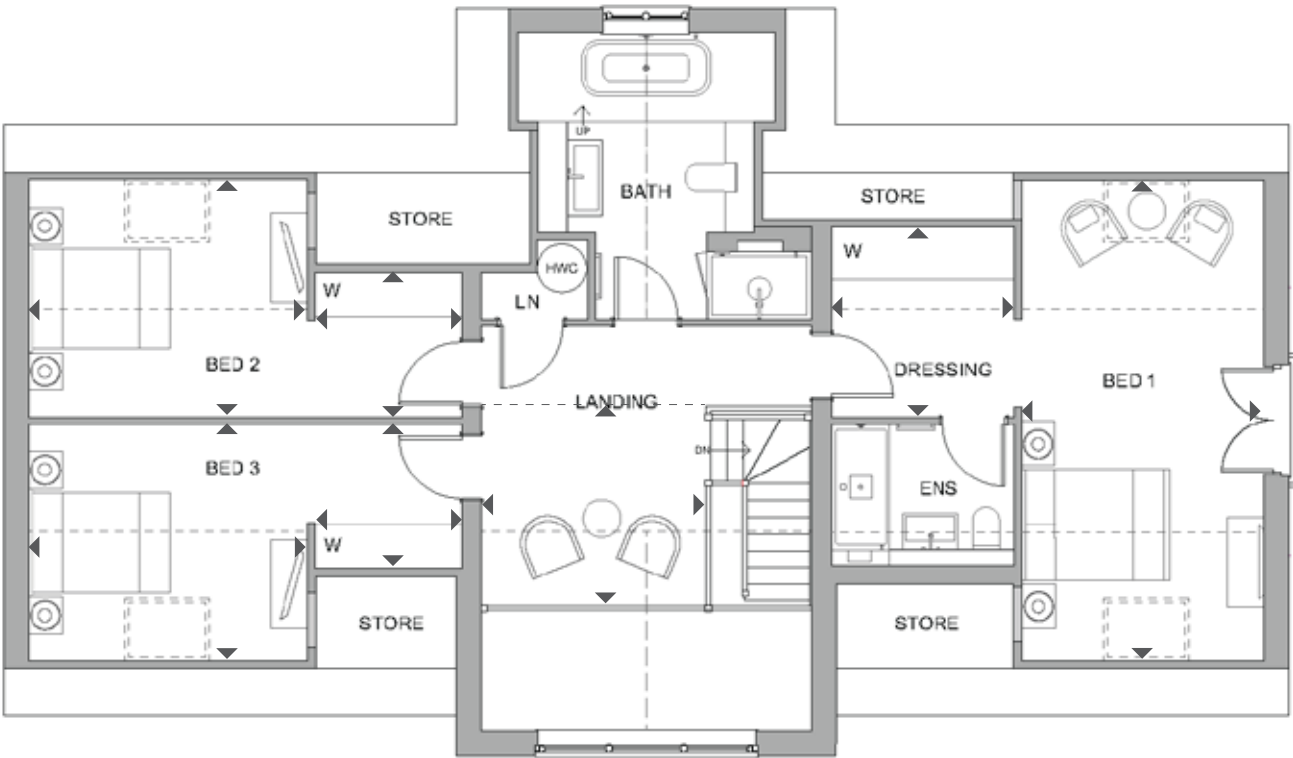 UP
BATH
STORE
STORE
W
HWC
LN
W
BED 2
LANDING
DRESSING
BED 1
BED 3
DN
ENS
W
STORE
STORE